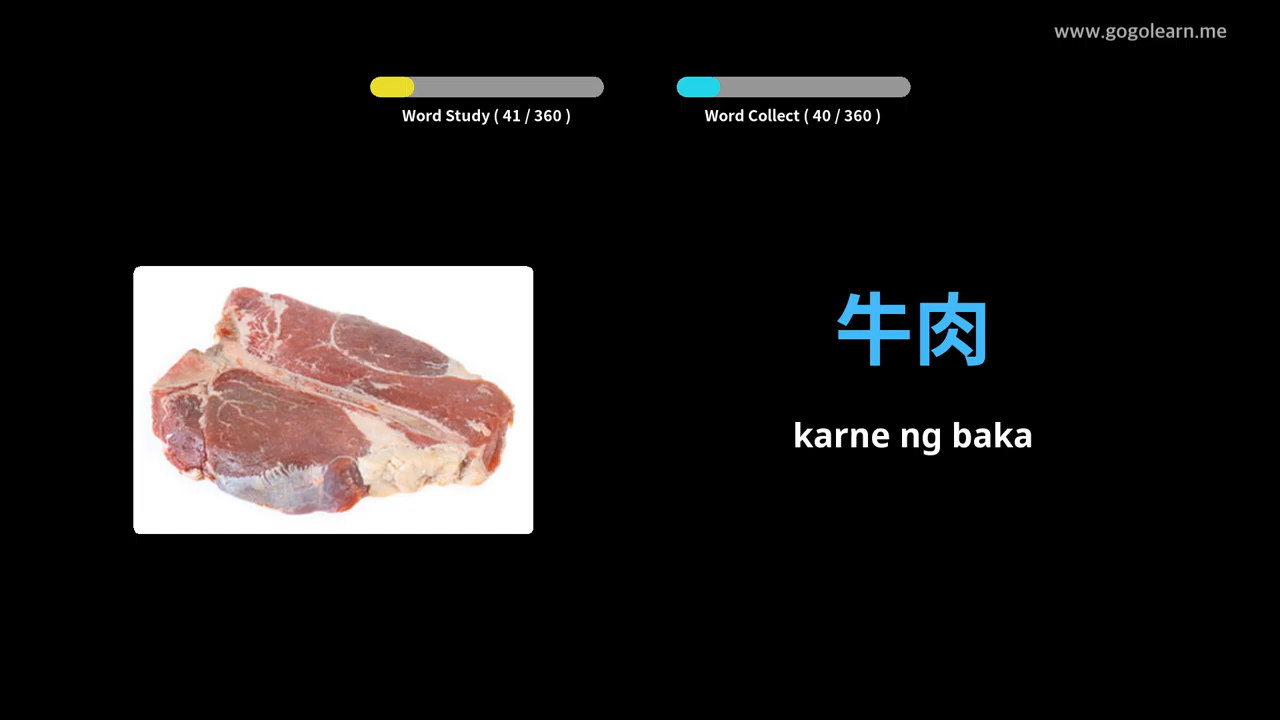 www.gogolearn.me
Word Study ( 41 / 360 )
Word Collect ( 40 / 360 )
牛肉
karne ng baka